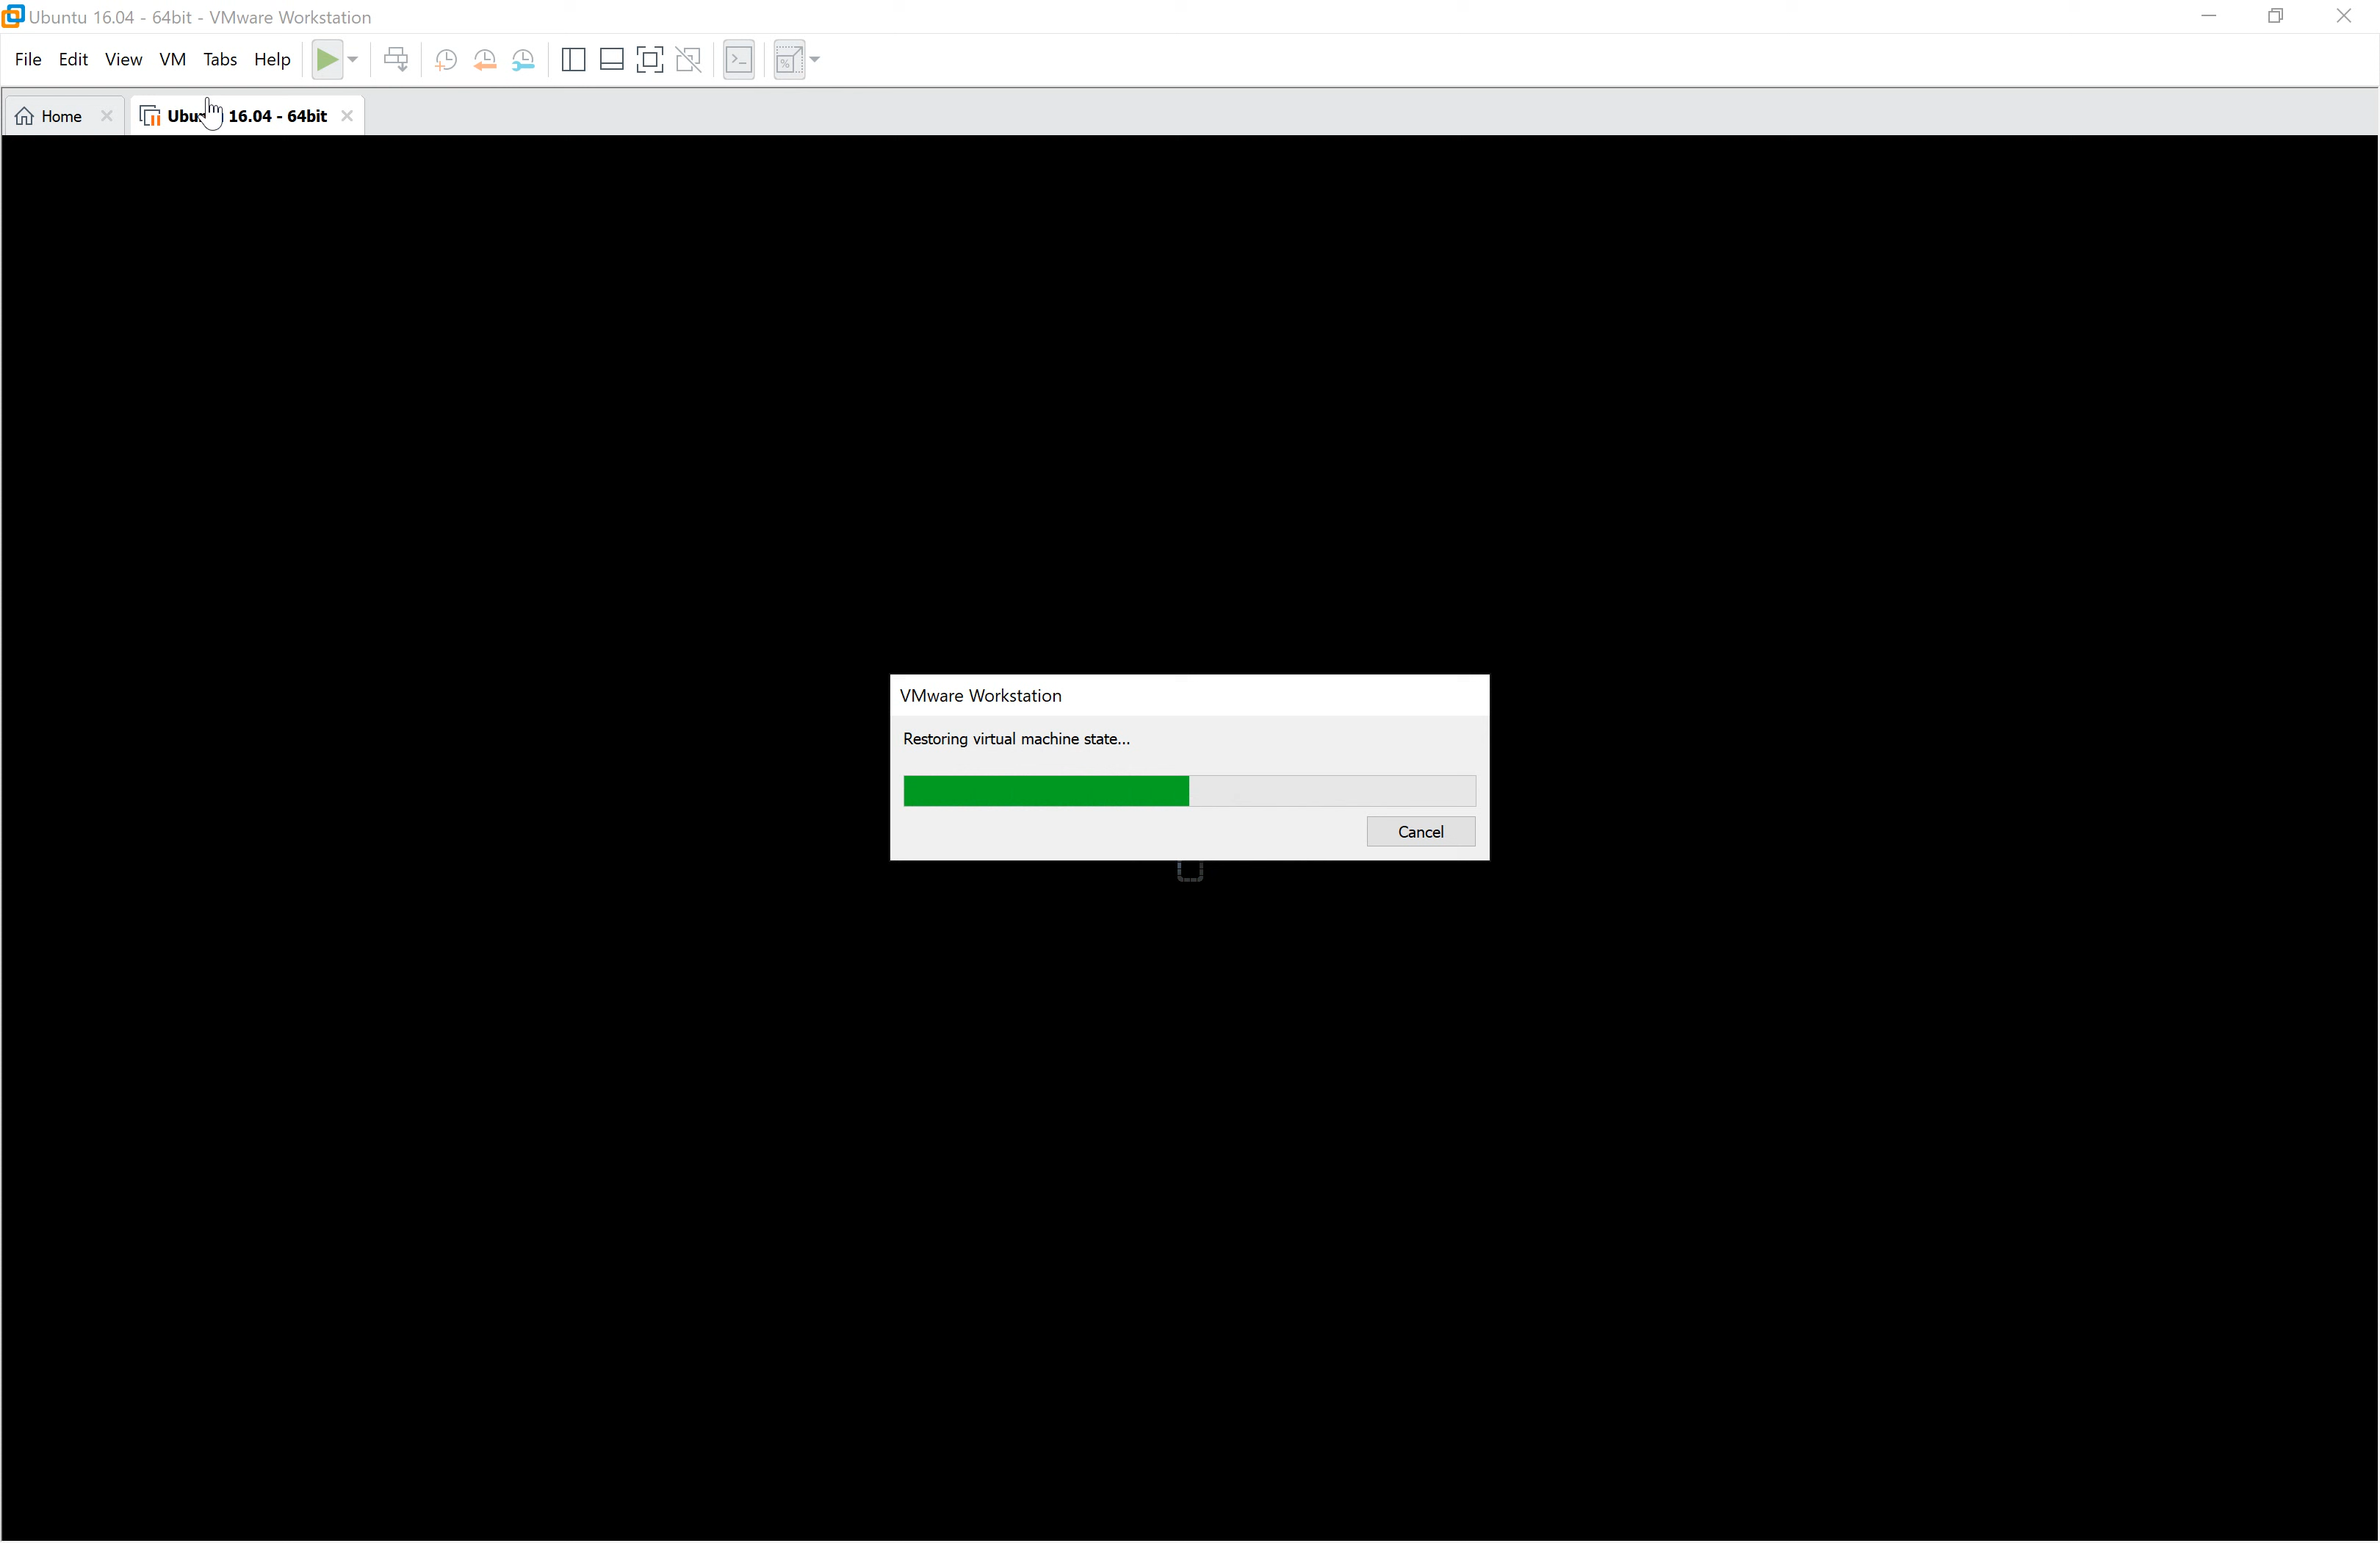 Ubuntu 16.04 - 64bit - VMware Workstation
File Edit View VM Tabs Help
Home
16.04 - 64bit
VMware Workstation
Restoring virtual machine state...
Cancel